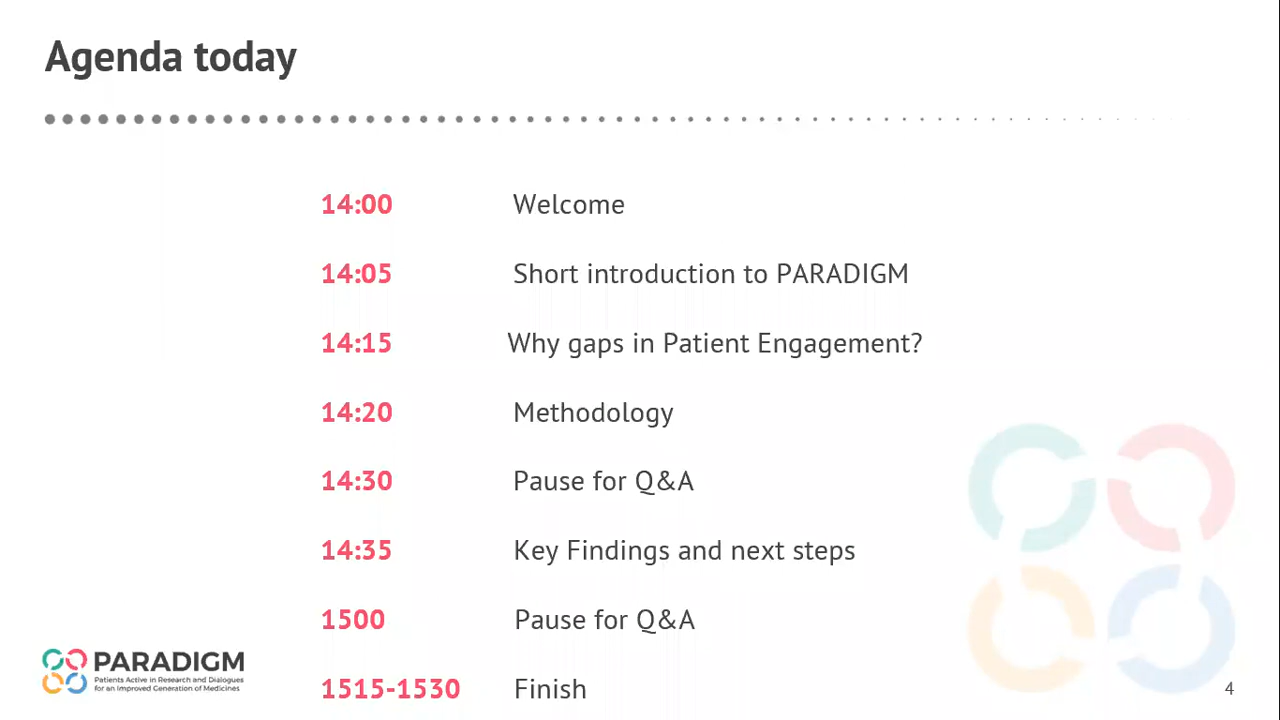 Agenda today
14:00 Welcome
14:05 Short introduction to PARADIGM
14:15 Why gaps in Patient Engagement?
14:20 Methodology
14:30 Pause for Q&A
14:35 Key Findings and next steps
1500 Pause for Q&A
1515-1530 Finish
PARADIGM
Patients Active in Research and Dialogues
for an Improved Generation of Medicines
4